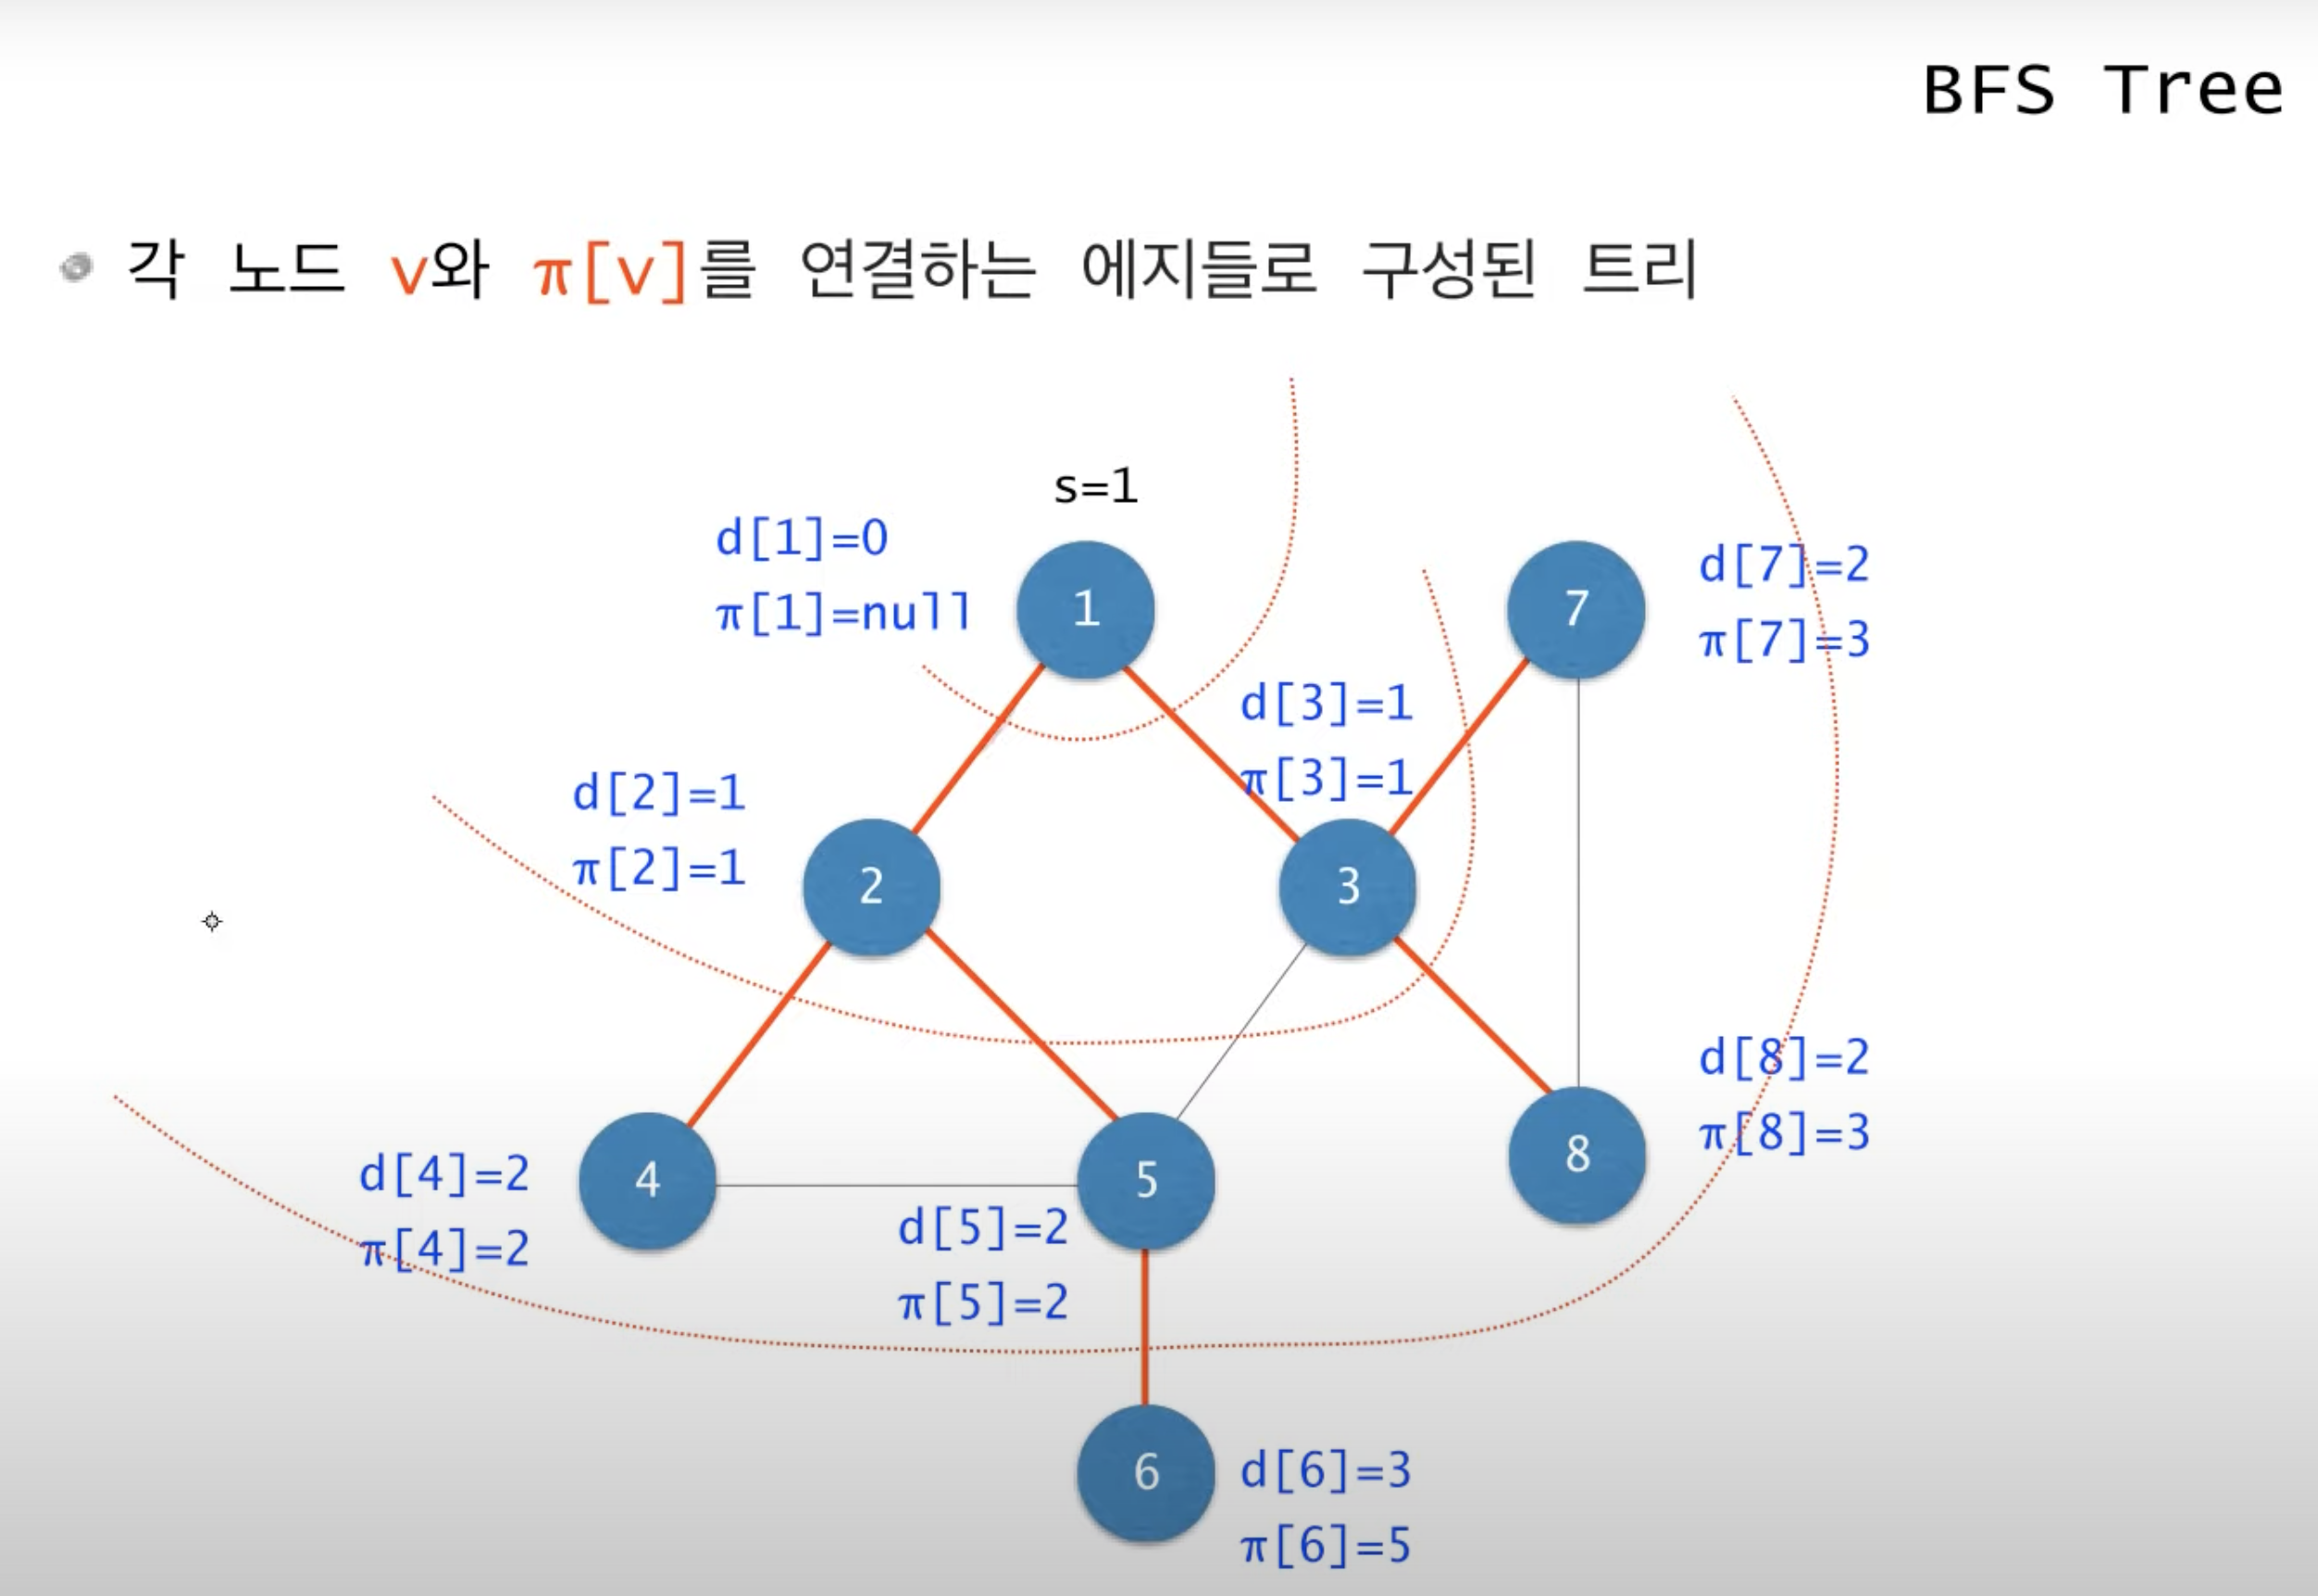 BFS Tree
각 노드 v와 π[v]를 연결하는 에지들로 구성된 트리
s=1
d[1]=0
π[1]=null
1
7
d[7]=2
π[7]=3
d[3]=1
π[3]=1
d[2]=1
π[2]=1
2
3
d[8]=2
π[8]=3
8
d[4]=2
π[4]=2
4
5
d[5]=2
π[5]=2
6
d[6]=3
π[6]=5